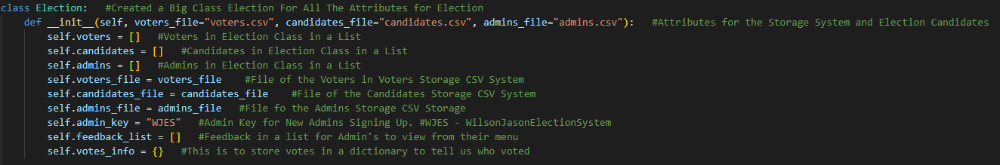 class Election:   #Created a Big Class Election For All The Attributes for Election
    def __init__(self, voters_file="voters.csv", candidates_file="candidates.csv", admins_file="admins.csv"):   #Attributes for the Storage System and Election Candidates
        self.voters = []   #Voters in Election Class in a List
        self.candidates = []   #Candidates in Election Class in a List
        self.admins = []   #Admins in Election Class in a List
        self.voters_file = voters_file    #File of the Voters in Voters Storage CSV System
        self.candidates_file = candidates_file    #File of the Candidates Storage CSV System
        self.admins_file = admins_file   #File fo the Admins Storage CSV Storage
        self.admin_key = "WJES"   #Admin Key for New Admins Signing Up. #WJES - WilsonJasonElectionSystem
        self.feedback_list = []   #Feedback in a list for Admin's to view from their menu
        self.votes_info = {}   #This is to store votes in a dictionary to tell us who voted